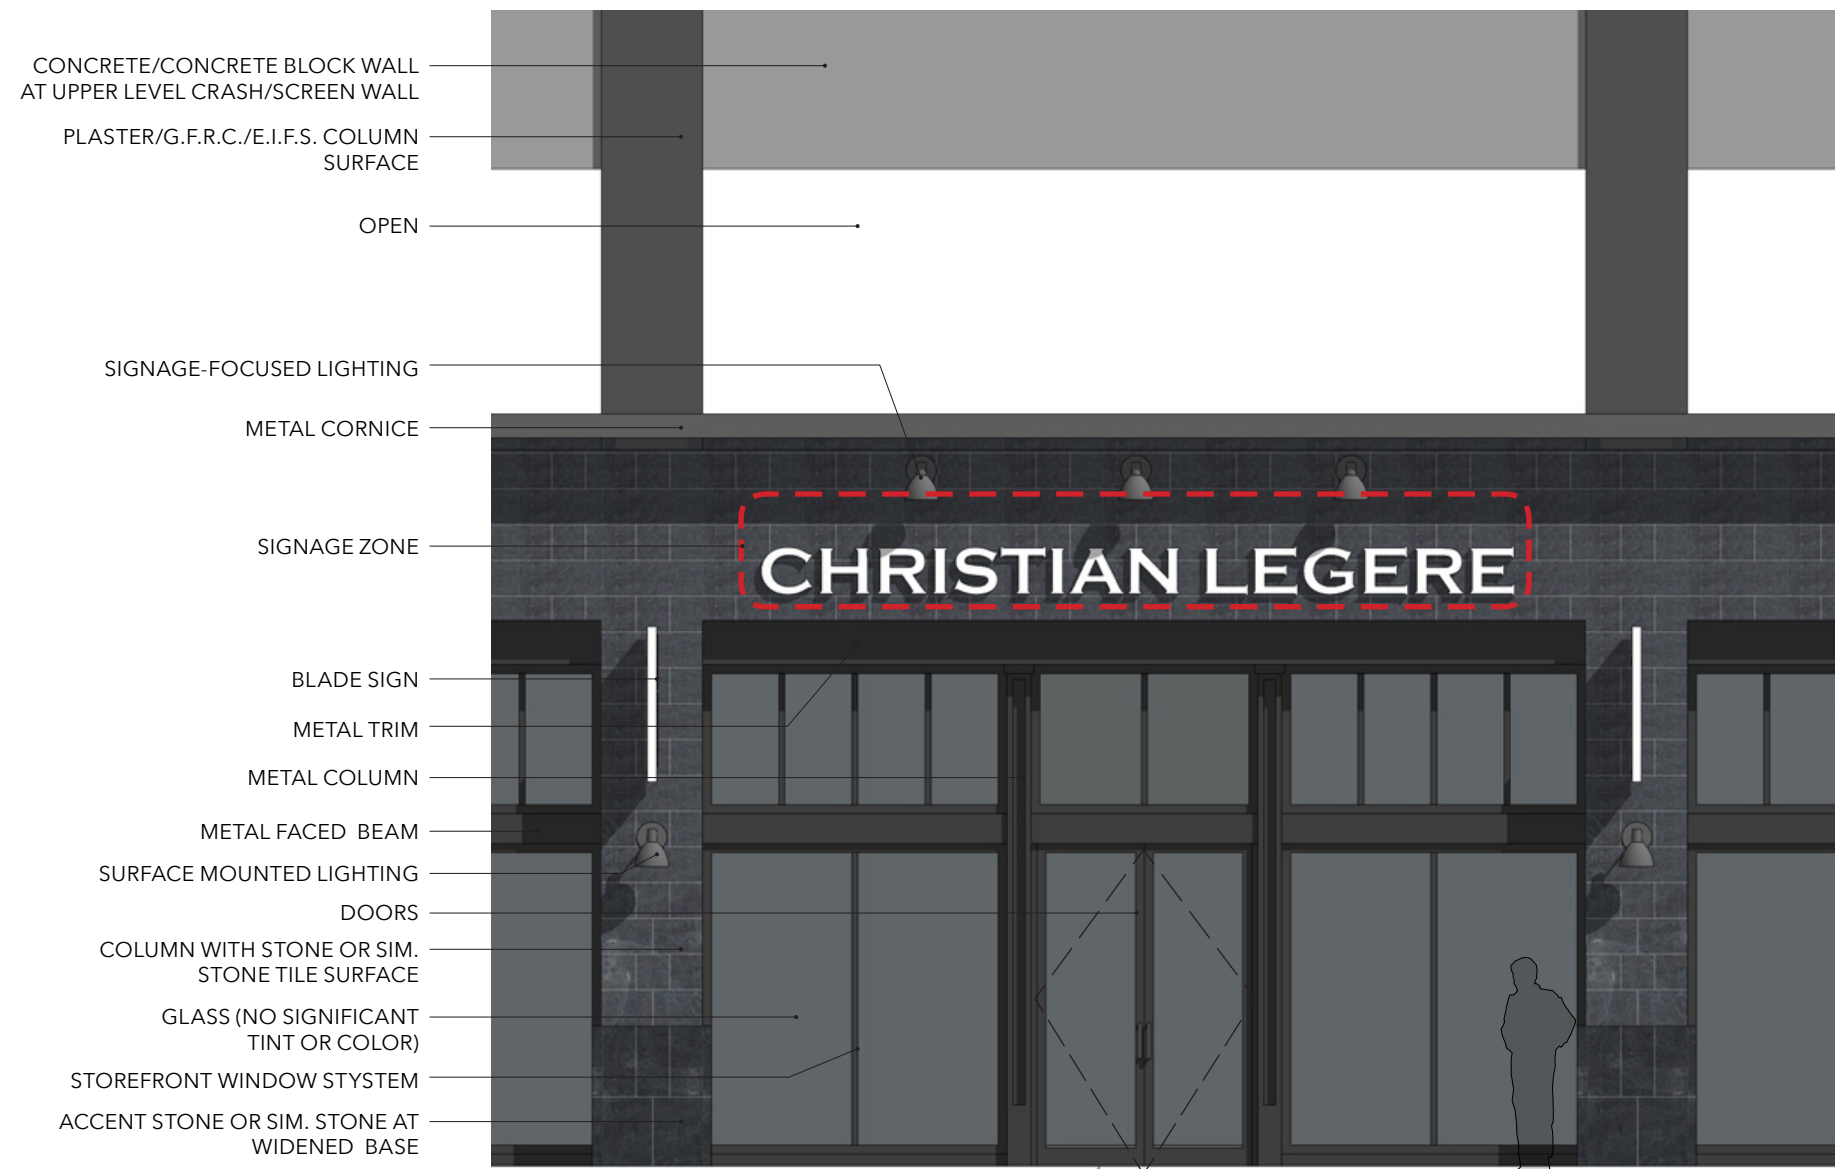 CONCRETE/CONCRETE BLOCK WALL
AT UPPER LEVEL CRASH/SCREEN WALL
PLASTER/G.F.R.C./E.I.F.S. COLUMN
SURFACE
OPEN
SIGNAGE-FOCUSED LIGHTING
METAL CORNICE
SIGNAGE ZONE
CHRISTIAN LEGERE
BLADE SIGN
METAL TRIM
METAL COLUMN
METAL FACED BEAM
SURFACE MOUNTED LIGHTING
DOORS
COLUMN WITH STONE OR SIM.
STONE TILE SURFACE
GLASS (NO SIGNIFICANT
TINT OR COLOR)
STOREFRONT WINDOW STYSTEM
ACCENT STONE OR SIM. STONE AT
WIDENED BASE